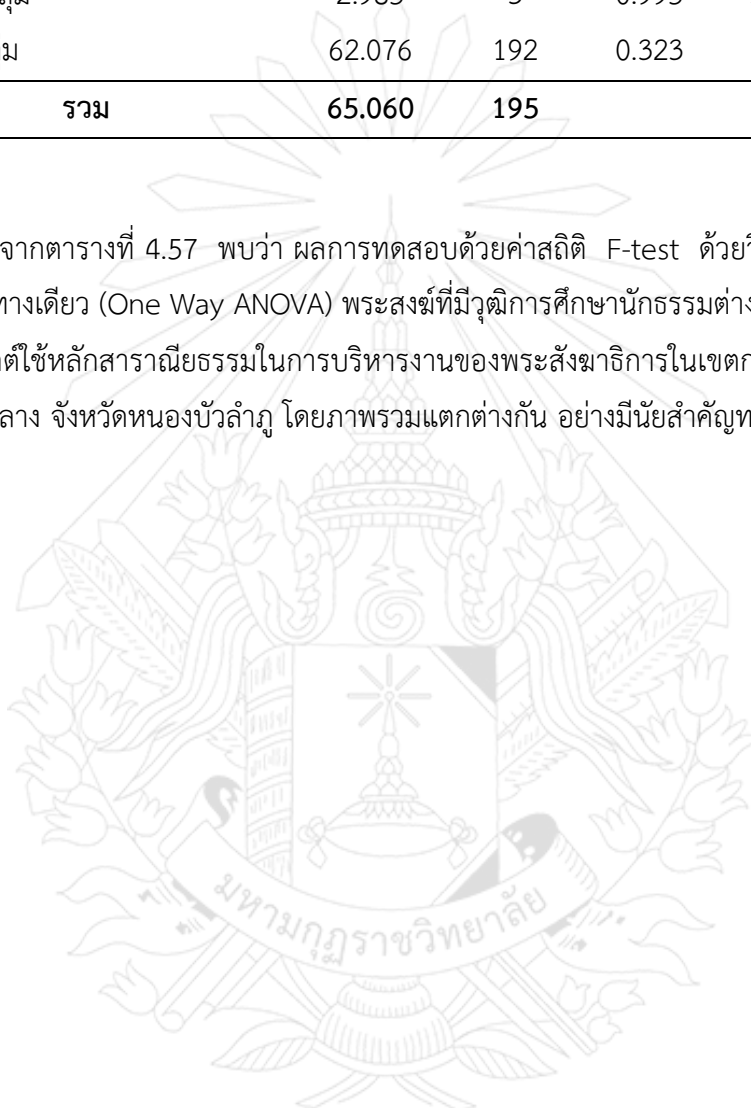 62.076 192 0.323
รวม 65.060 195
จากตารางที่ 4.57 พบว่า ผลการทดสอบด้วยค่าสถิติ F-test ด้วย
ทางเดียว (One Way ANOVA) พระสงฆ์ที่มีวุฒิการศึกษานักธรรมต่าง
ต์ใช้หลักสาราณียธรรมในการบริหารงานของพระสังฆาธิการในเขต
ลาง จังหวัดหนองบัวลำภู โดยภาพรวมแตกต่างกัน อย่างมีนัยสำคัญ
มหามกุฏราชวิทยาลัย